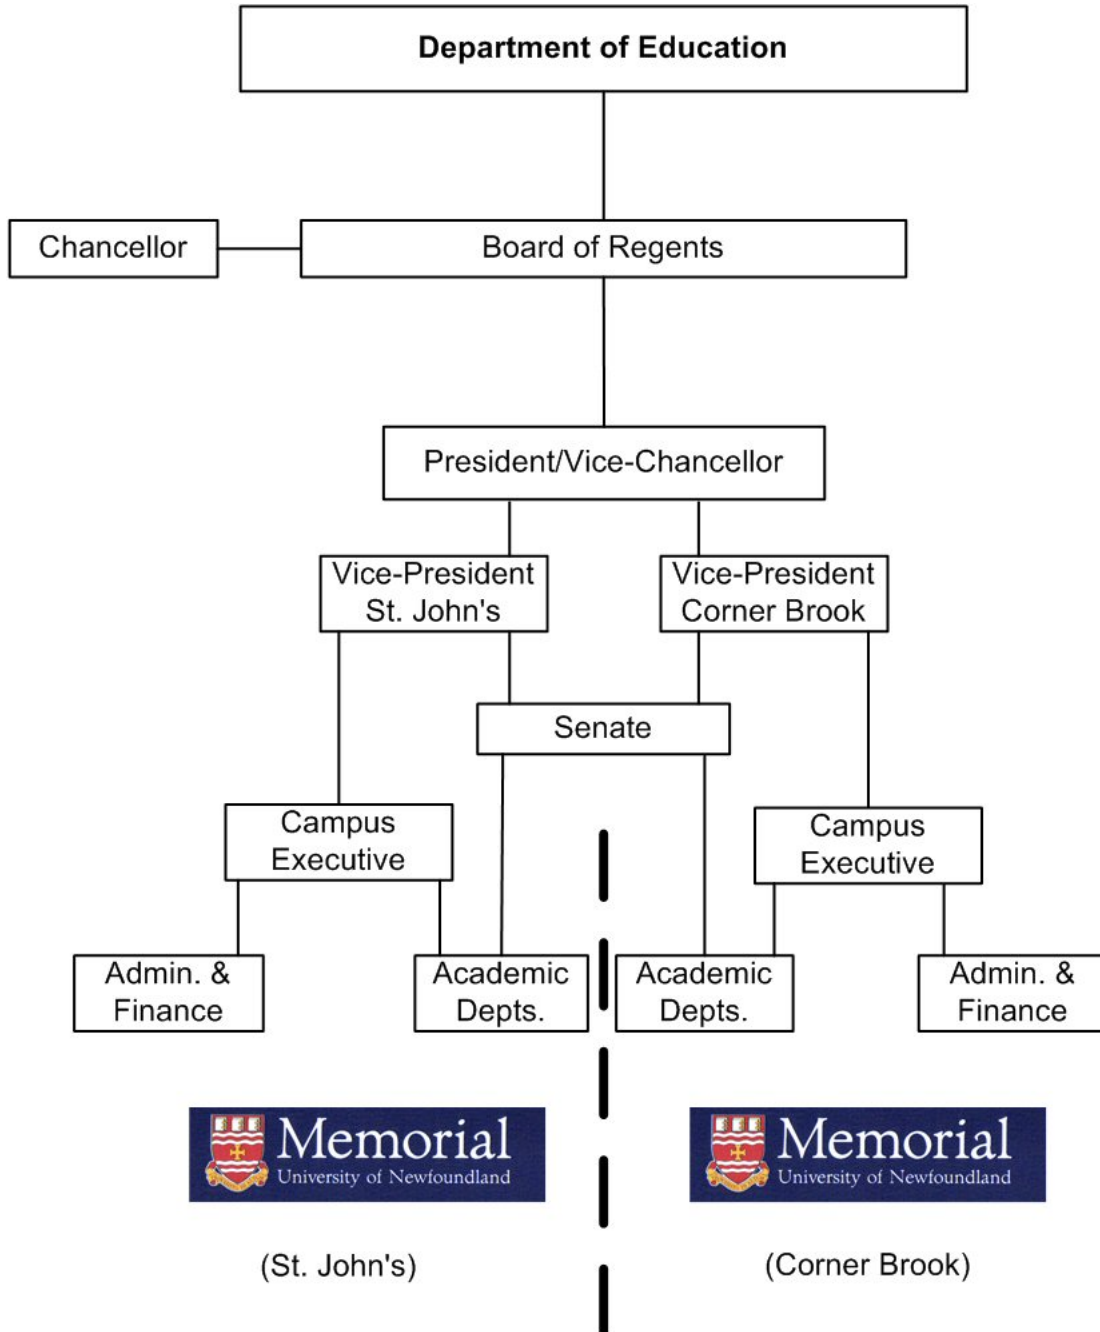 Department of Education
Chancellor
Board of Regents
President/Vice-Chancellor
Vice-President
St. John's
Vice-President
Corner Brook
Senate
Campus
Executive
Campus
Executive
Admin. &
Finance
Academic
Depts.
Academic
Depts.
Admin. &
Finance
Memorial
University of Newfoundland
Memorial
University of Newfoundland
(St. John's)
(Corner Brook)